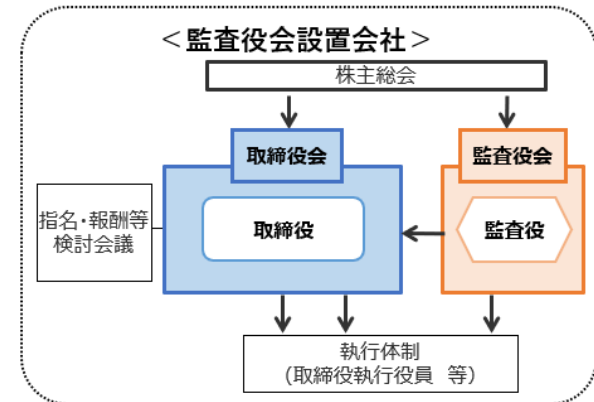 ＜監査役会設置会社＞
株主総会
取締役会
監査役会
指名・報酬等
検討会議
取締役
監査役
執行体制
（取締役執行役員 等）